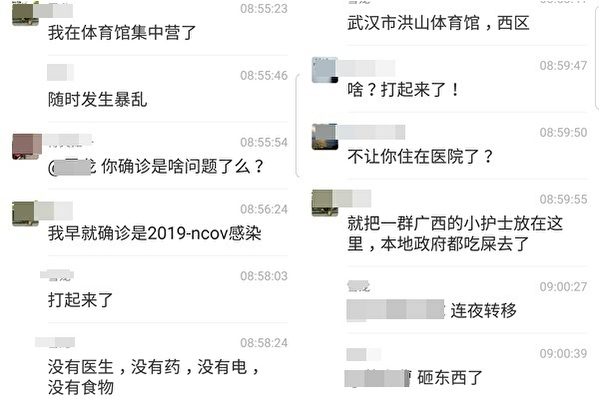 08:55:23
我在体育馆集中营了
08:55:46
随时发生暴乱
08:55:54
龙 你确诊是啥问题了么？
08:56:24
我早就确诊是2019-ncov感染
08:58:03
打起来了
08:58:24
没有医生，没有药，没有电，
没有食物
武汉市洪山体育馆，西区
08:59:47
啥？打起来了！
08:59:50
不让你住在医院了？
08:59:55
就把一群广西的小护士放在这
里，本地政府都吃屎去了
09:00:27
连夜转移
09:00:39
砸东西了